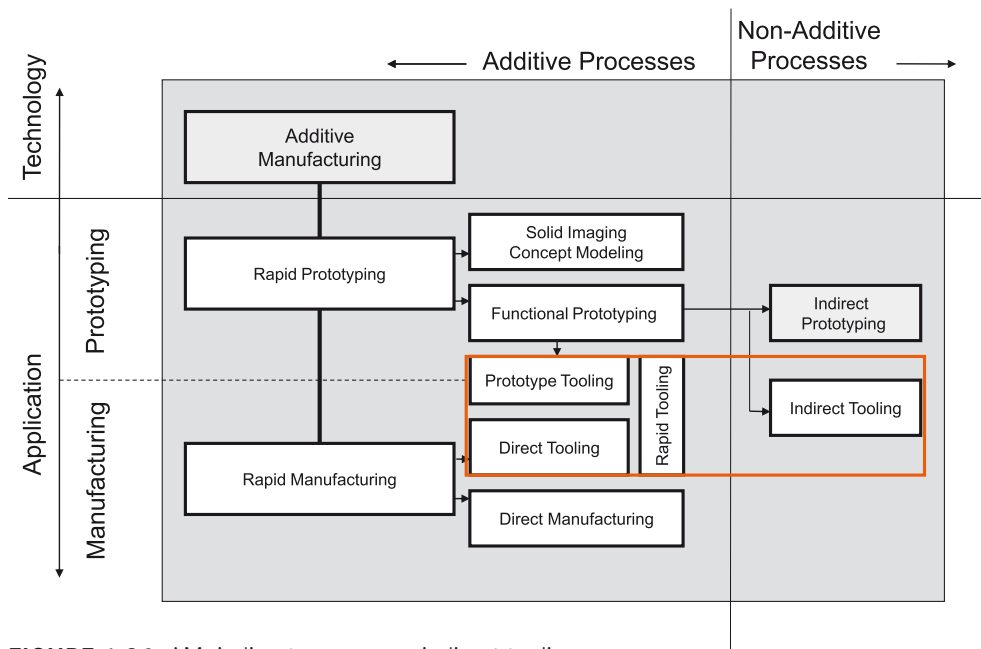 Non-Additive
Processes
Additive Processes
Technology
Additive
Manufacturing
Application
Prototyping
Manufacturing
Rapid Prototyping
Solid Imaging
Concept Modeling
Functional Prototyping
Indirect
Prototyping
Prototype Tooling
Rapid Tooling
Indirect Tooling
Direct Tooling
Rapid Manufacturing
Direct Manufacturing